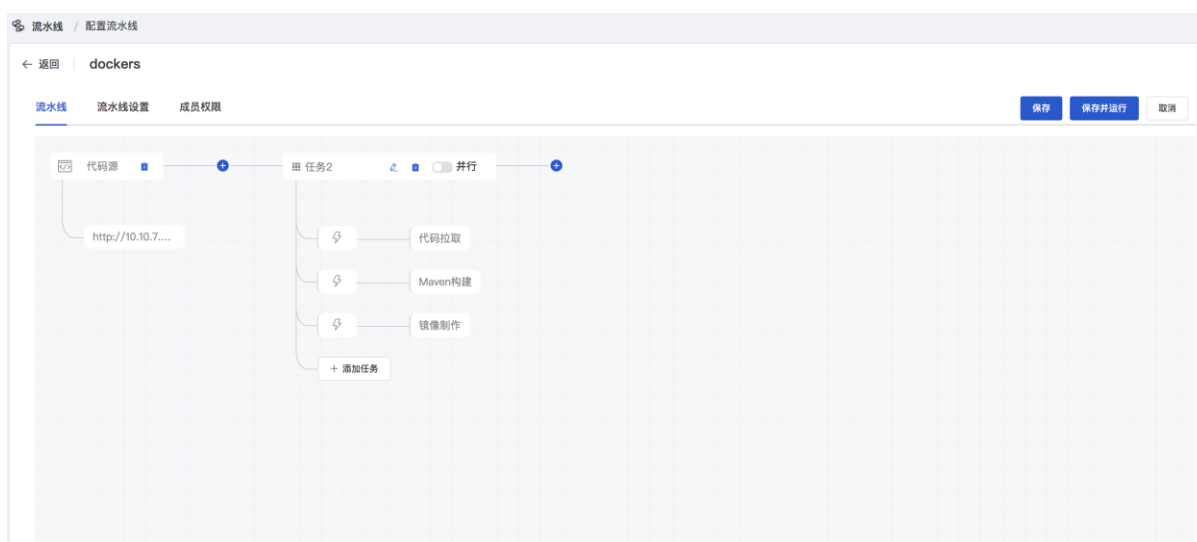 流水线 / 配置流水线
← 返回 dockers
流水线 流水线设置 成员权限 保存 保存并运行 取消
代码源 任务2 并行
http://10.10.7.... 代码拉取
Maven构建
镜像制作
+ 添加任务